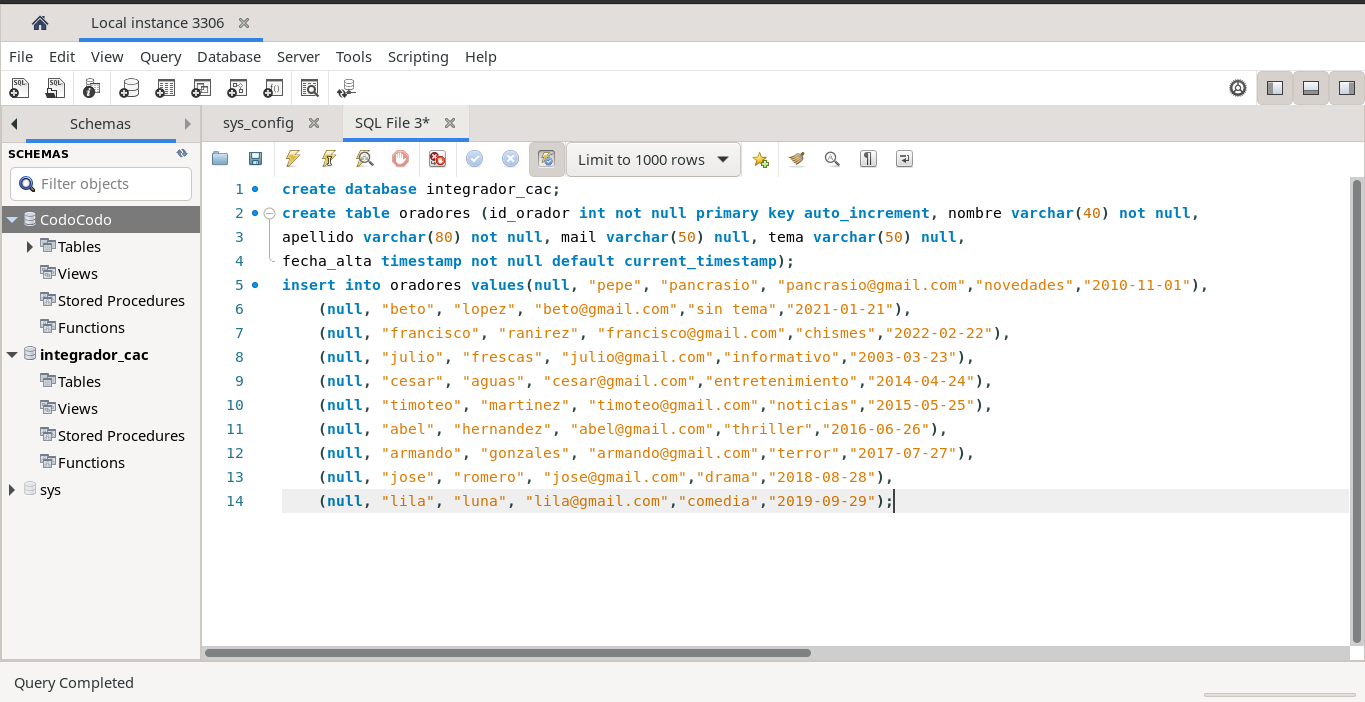 Local instance 3306
File Edit View Query Database Server Tools Scripting Help
Schemas
sys_config
SQL File 3*
SCHEMAS
Limit to 1000 rows
Filter objects
CodoCodo
Tables
Views
Stored Procedures
Functions
integrador_cac
Tables
Views
Stored Procedures
Functions
sys
1 create database integrador_cac;
2 create table oradores (id_orador int not null primary key auto_increment, nombre varchar(40) not null,
3 apellido varchar(80) not null, mail varchar(50) null, tema varchar(50) null,
4 fecha_alta timestamp not null default current_timestamp);
5 insert into oradores values(null, "pepe", "pancrasio", "pancrasio@gmail.com","novedades","2010-11-01"),
6 (null, "beto", "lopez", "beto@gmail.com","sin tema","2021-01-21"),
7 (null, "francisco", "ranirez", "francisco@gmail.com","chismes","2022-02-22"),
8 (null, "julio", "frescas", "julio@gmail.com","informativo","2003-03-23"),
9 (null, "cesar", "aguas", "cesar@gmail.com","entretenimiento","2014-04-24"),
10 (null, "timoteo", "martinez", "timoteo@gmail.com","noticias","2015-05-25"),
11 (null, "abel", "hernandez", "abel@gmail.com","thriller","2016-06-26"),
12 (null, "armando", "gonzales", "armando@gmail.com","terror","2017-07-27"),
13 (null, "jose", "romero", "jose@gmail.com","drama","2018-08-28"),
14 (null, "lila", "luna", "lila@gmail.com","comedia","2019-09-29");
Query Completed